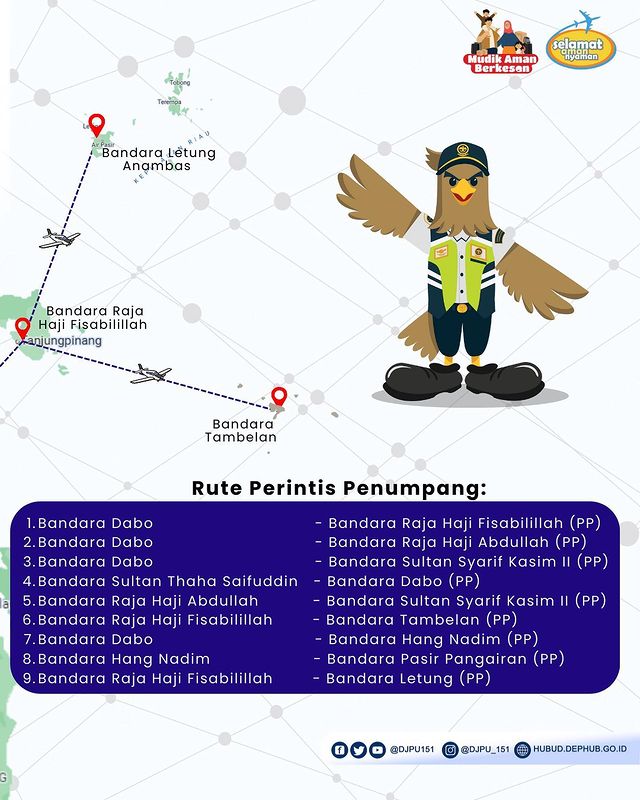 Mudik Aman
Berkesan
selamat
aman
nyaman
Tobong
Terempa
Air Pasir
KEPULAUAN RIAU
Bandara Letung
Anambas
Bandara Raja
Haji Fisabilillah
Tanjungpinang
Bandara
Tambelan
Rute Perintis Penumpang:
1.Bandara Dabo - Bandara Raja Haji Fisabilillah (PP)
2.Bandara Dabo - Bandara Raja Haji Abdullah (PP)
3.Bandara Dabo - Bandara Sultan Syarif Kasim II (PP)
4.Bandara Sultan Thaha Saifuddin - Bandara Dabo (PP)
5.Bandara Raja Haji Abdullah - Bandara Sultan Syarif Kasim II (PP)
6.Bandara Raja Haji Fisabilillah - Bandara Tambelan (PP)
7.Bandara Dabo - Bandara Hang Nadim (PP)
8.Bandara Hang Nadim - Bandara Pasir Pangairan (PP)
9.Bandara Raja Haji Fisabilillah - Bandara Letung (PP)
@DJPU151 @DJPU_151 HUBUD.DEPHUB.GO.ID